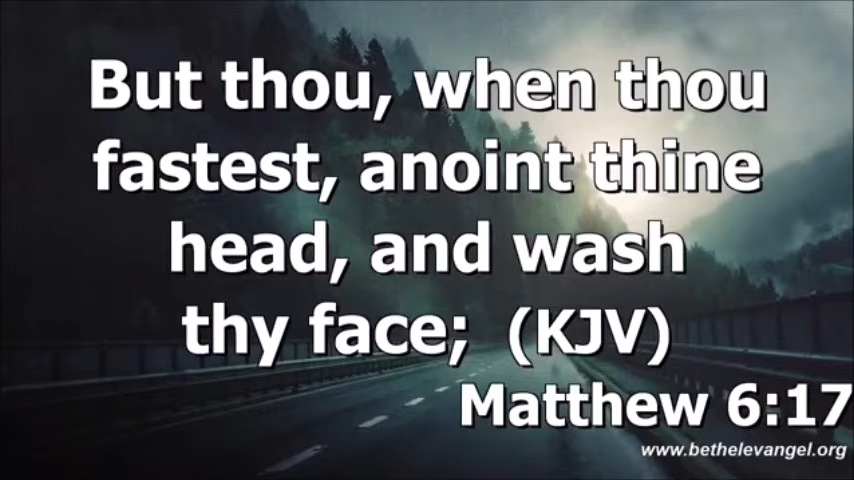 But thou, when thou
fastest, anoint thine
head, and wash
thy face; (KJV)
Matthew 6:17
www.bethelevangel.org